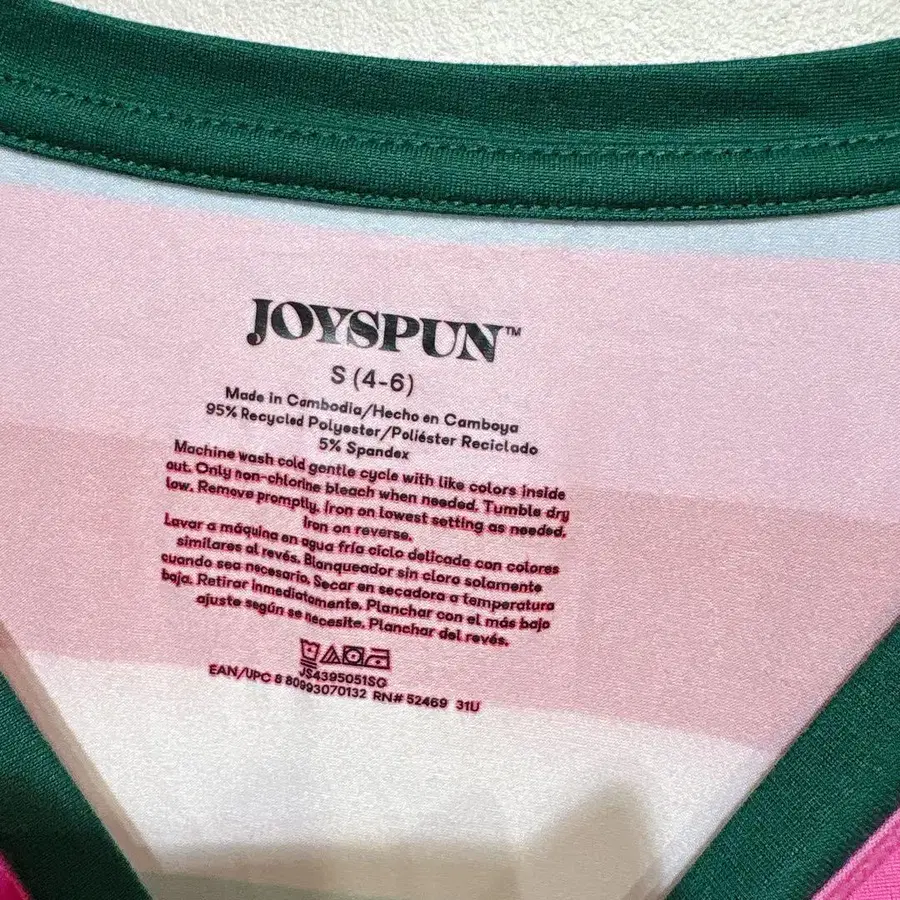 JOYSPUN™
S (4-6)
Made in Cambodia/Hecho en Camboya
95% Recycled Polyester/Poliéster Reciclado
5% Spandex
Machine wash cold gentle cycle with like colors inside
out. Only non-chlorine bleach when needed. Tumble dry
low. Remove promptly. Iron on lowest setting as needed.
Iron on reverse.
Lavar a máquina en agua fría ciclo delicado con colores
similares al revés. Blanqueador sin cloro solamente
cuando sea necesario. Secar en secadora a temperatura
baja. Retirar inmediatamente. Planchar con el más bajo
ajuste según se necesite. Planchar del revés.
JS4395051SG
EAN/UPC 8 80993070132 RN# 52469 31U